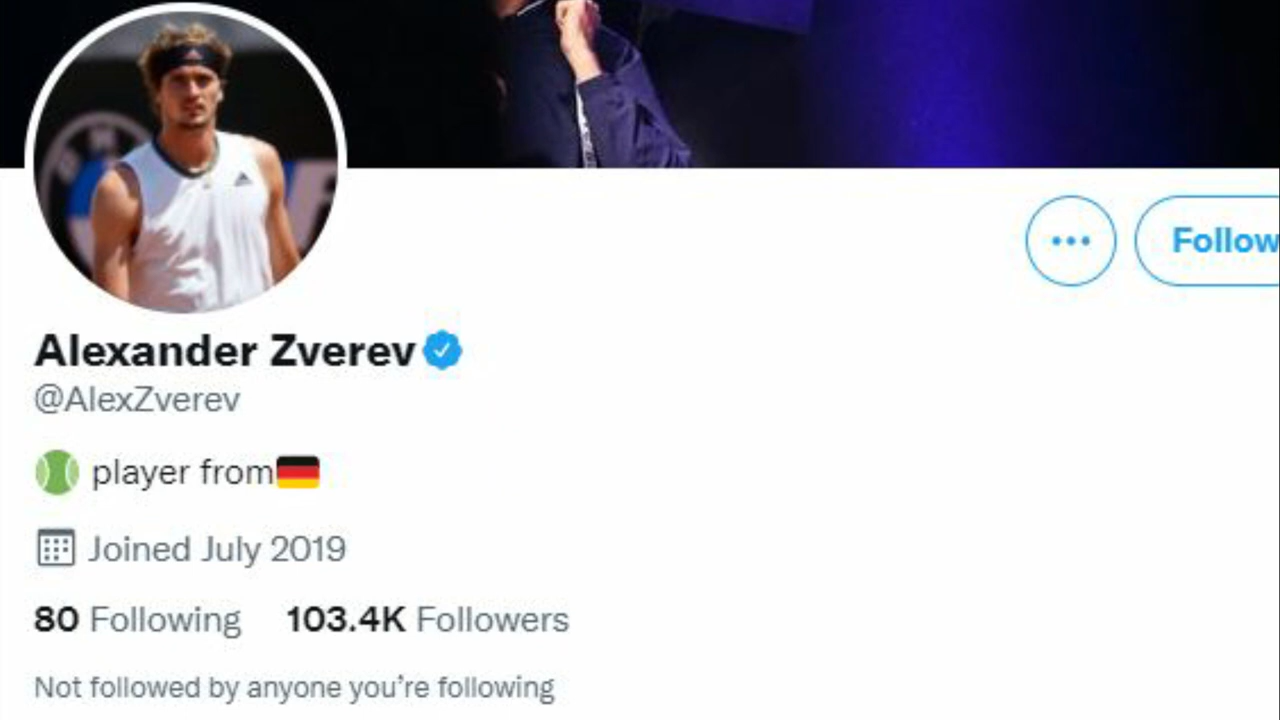 Follow
Alexander Zverev
@AlexZverev
🎾 player from🇩🇪
Joined July 2019
80 Following 103.4K Followers
Not followed by anyone you're following